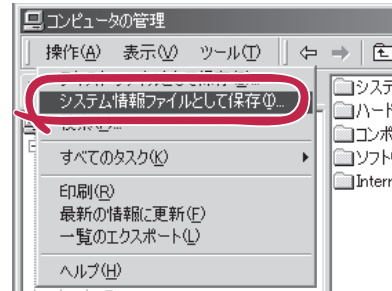 コンピュータの管理
操作(A) 表示(V) ツール(T)
システム情報ファイルとして保存(I)...
すべてのタスク(K)
印刷(R)
最新の情報に更新(F)
一覧のエクスポート(L)
ヘルプ(H)
システ
ハード
コンポ
ソフト
Intern